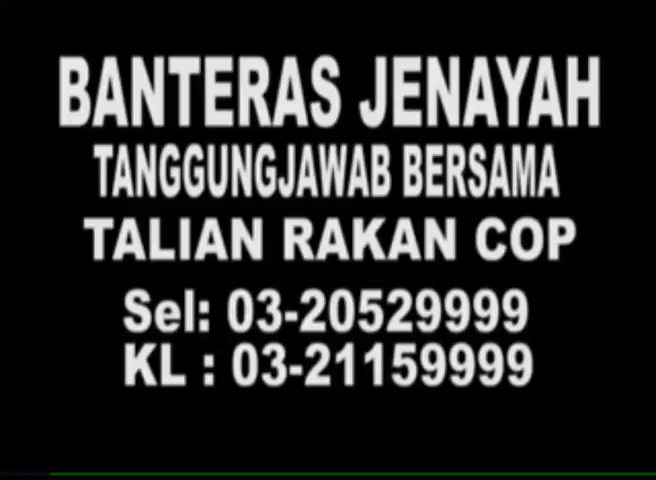 BANTERAS JENAYAH
TANGGUNGJAWAB BERSAMA
TALIAN RAKAN COP
Sel: 03-20529999
KL : 03-21159999